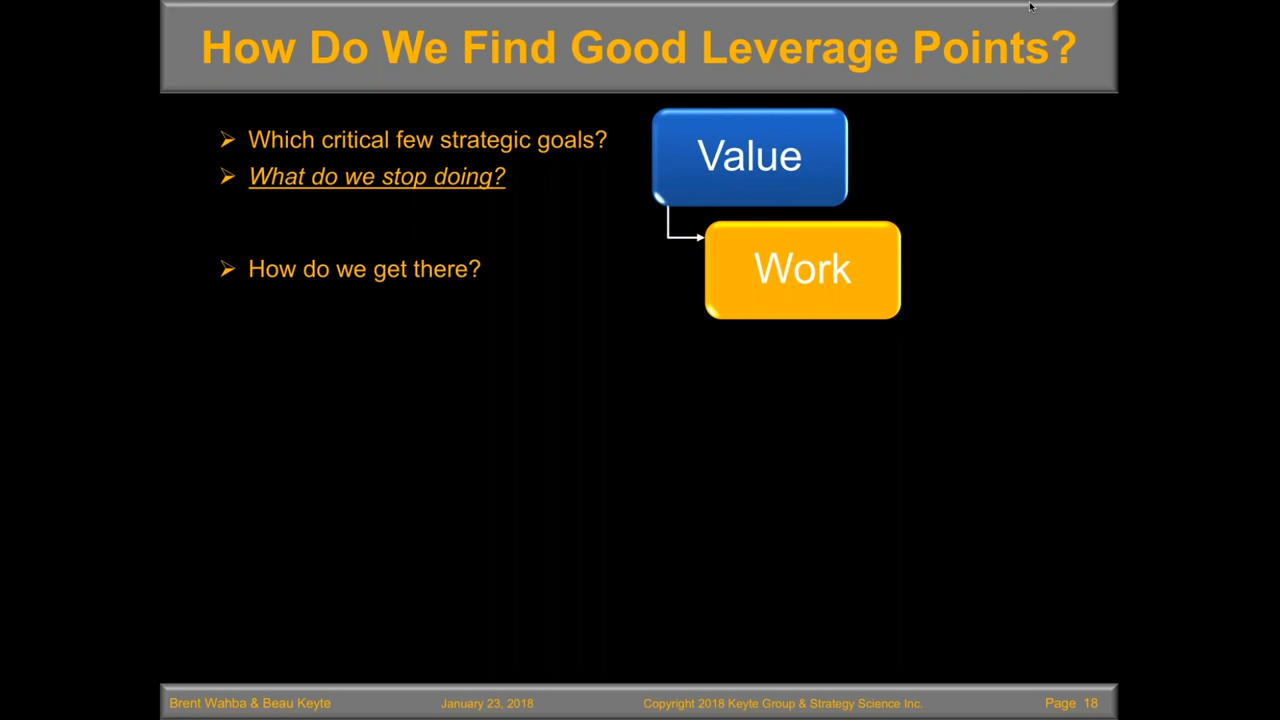 How Do We Find Good Leverage Points?
Which critical few strategic goals?
What do we stop doing?
How do we get there?
Value
Work
Brent Wahba & Beau Keyte
January 23, 2018
Copyright 2018 Keyte Group & Strategy Science Inc.
Page 18